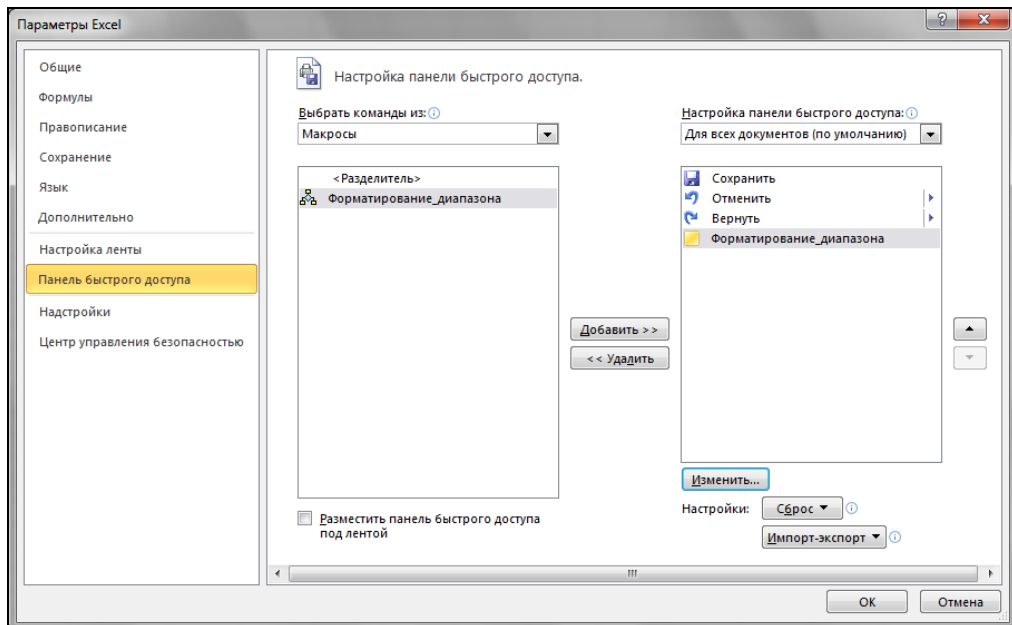 Параметры Excel
Общие
Формулы
Правописание
Сохранение
Язык
Дополнительно
Настройка ленты
Панель быстрого доступа
Надстройки
Центр управления безопасностью
Настройка панели быстрого доступа.
Выбрать команды из:
Макросы
<Разделитель>
Форматирование_диапазона
Разместить панель быстрого доступа
под лентой
Добавить >>
<< Удалить
Настройка панели быстрого доступа:
Для всех документов (по умолчанию)
Сохранить
Отменить
Вернуть
Форматирование_диапазона
Изменить...
Настройки:
Сброс
Импорт-экспорт
ОК
Отмена